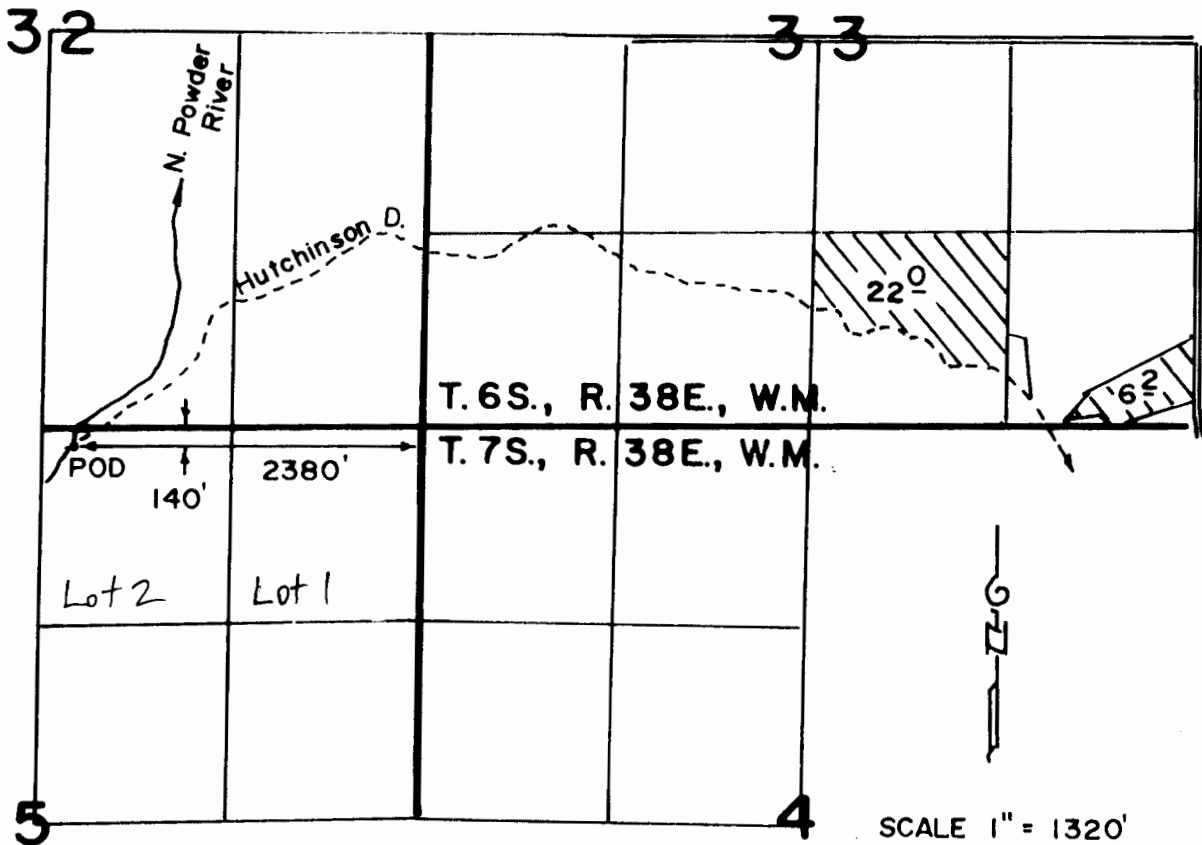 32
33
N. Powder
River
Hutchinson D.
22 0
T. 6S., R. 38E., W.M.
6 2
T. 7S., R. 38E., W.M.
POD
2380'
140'
Lot 2
Lot 1
N
5
4
SCALE 1" = 1320'